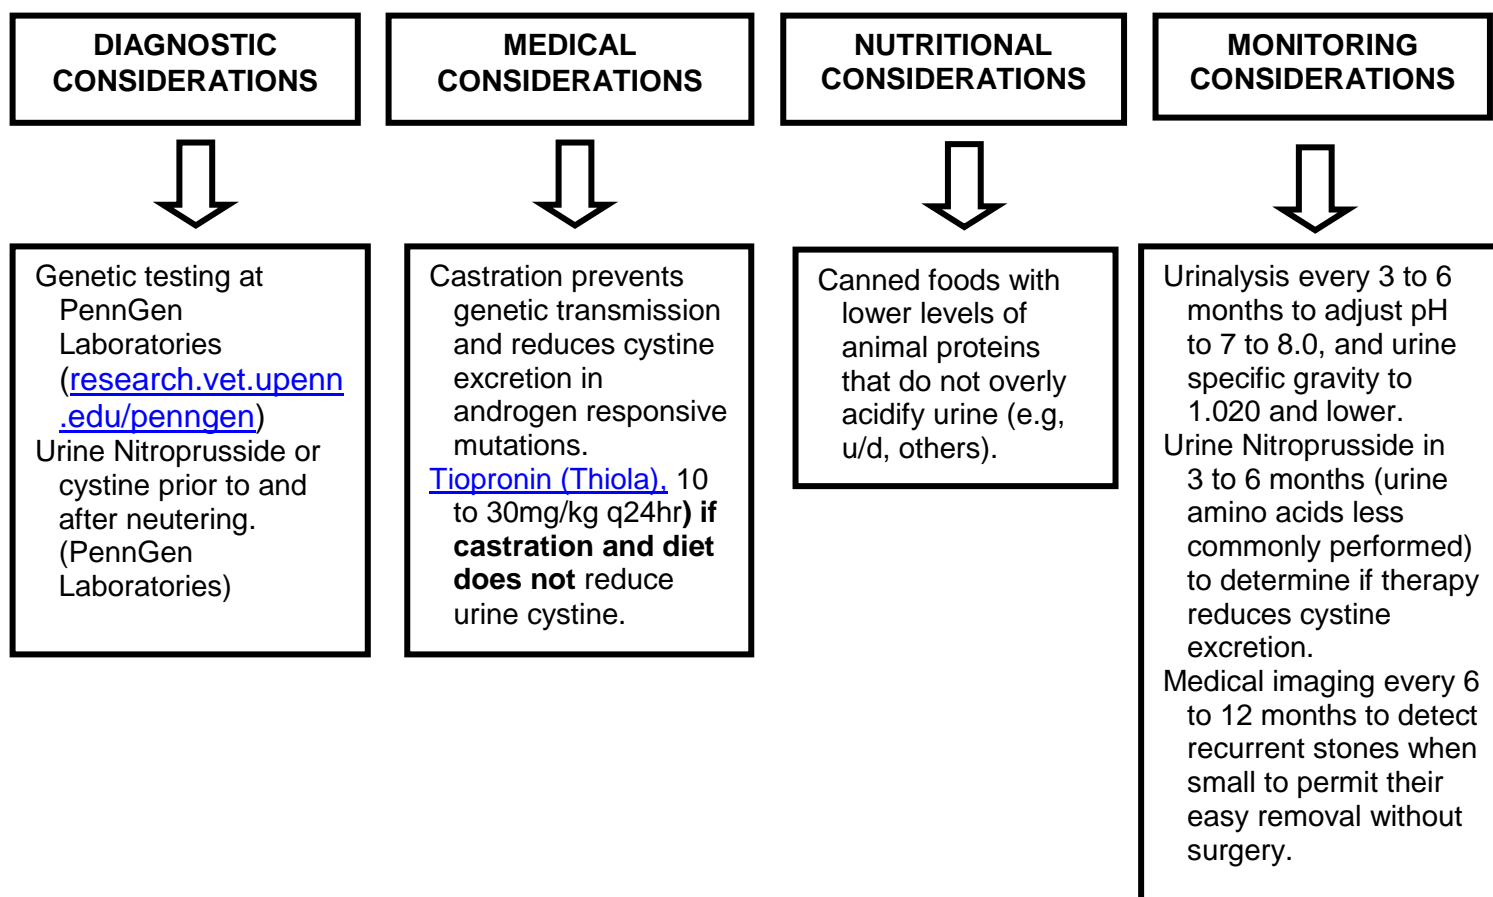 DIAGNOSTIC
CONSIDERATIONS
MEDICAL
CONSIDERATIONS
NUTRITIONAL
CONSIDERATIONS
MONITORING
CONSIDERATIONS
Genetic testing at
PennGen
Laboratories
(research.vet.upenn
.edu/penngen)
Urine Nitroprusside or
cystine prior to and
after neutering.
(PennGen
Laboratories)
Castration prevents
genetic transmission
and reduces cystine
excretion in
androgen responsive
mutations.
Tiopronin (Thiola), 10
to 30mg/kg q24hr) if
castration and diet
does not reduce
urine cystine.
Canned foods with
lower levels of
animal proteins
that do not overly
acidify urine (e.g,
u/d, others).
Urinalysis every 3 to 6
months to adjust pH
to 7 to 8.0, and urine
specific gravity to
1.020 and lower.
Urine Nitroprusside in
3 to 6 months (urine
amino acids less
commonly performed)
to determine if therapy
reduces cystine
excretion.
Medical imaging every 6
to 12 months to detect
recurrent stones when
small to permit their
easy removal without
surgery.